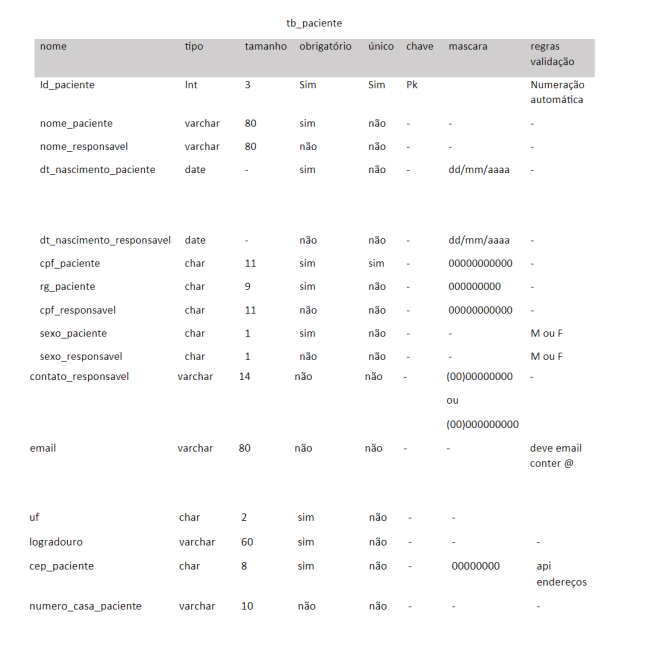 tb_paciente
nome tipo tamanho obrigatório único chave mascara regras
validação
Id_paciente Int 3 Sim Sim Pk Numeração
automática
nome_paciente varchar 80 sim não - - -
nome_responsavel varchar 80 não não - - -
dt_nascimento_paciente date - sim não - dd/mm/aaaa -
dt_nascimento_responsavel date - não não - dd/mm/aaaa -
cpf_paciente char 11 sim sim - 00000000000 -
rg_paciente char 9 sim não - 000000000 -
cpf_responsavel char 11 não não - 00000000000 -
sexo_paciente char 1 sim não - - M ou F
sexo_responsavel char 1 não não - - M ou F
contato_responsavel varchar 14 não não - (00)00000000 -
ou
(00)000000000
email varchar 80 não não - - deve email
conter @
uf char 2 sim não - -
logradouro varchar 60 sim não - - -
cep_paciente char 8 sim não - 00000000 api
endereços
numero_casa_paciente varchar 10 não não - - -